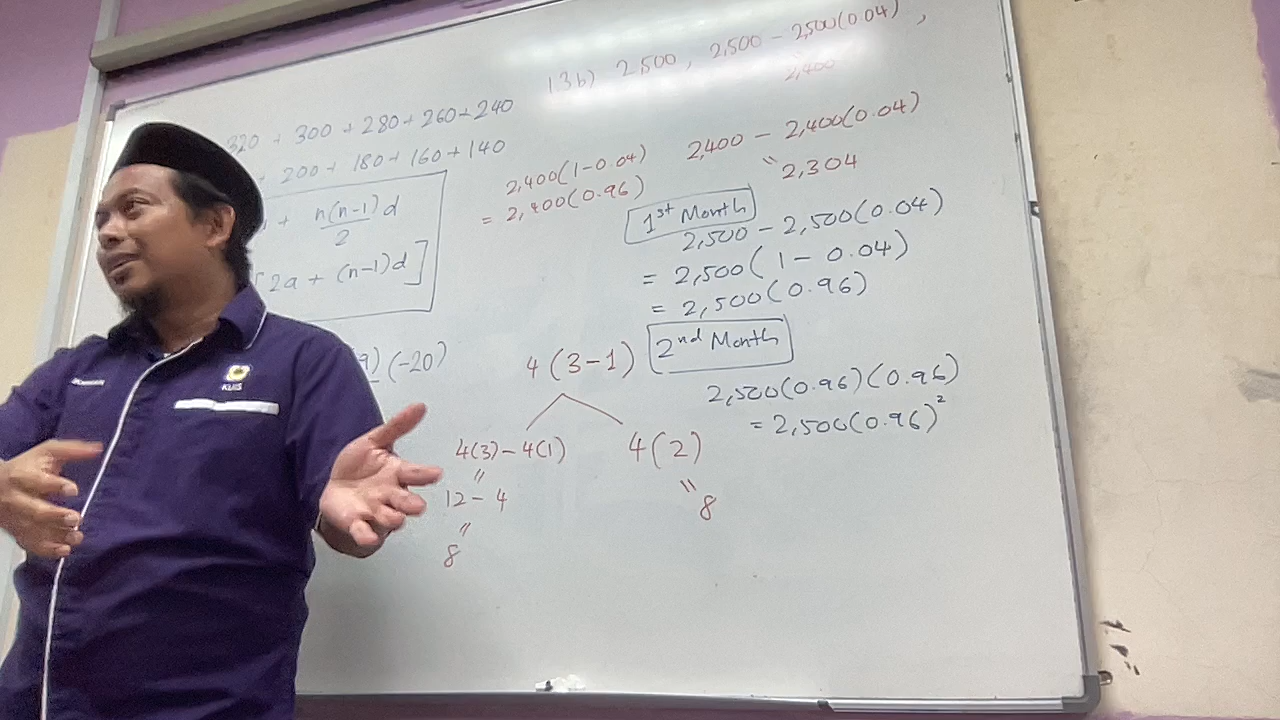 320 + 300 + 280 + 260 + 240
+ 200 + 180 + 160 + 140
+ n(n-1)d
2
[2a + (n-1)d]
(-20)
13b) 2,500, 2,500 - 2,500(0.04),
2,400
2,400(1-0.04)
= 2,400(0.96)
2,400 - 2,400(0.04)
" 2,304
1st Month
2,500 - 2,500(0.04)
= 2,500(1 - 0.04)
= 2,500(0.96)
2nd Month
2,500(0.96)(0.96)
= 2,500(0.96)²
4(3-1)
4(3)-4(1)
"
12-4
"
8
4(2)
"
8
KUIS